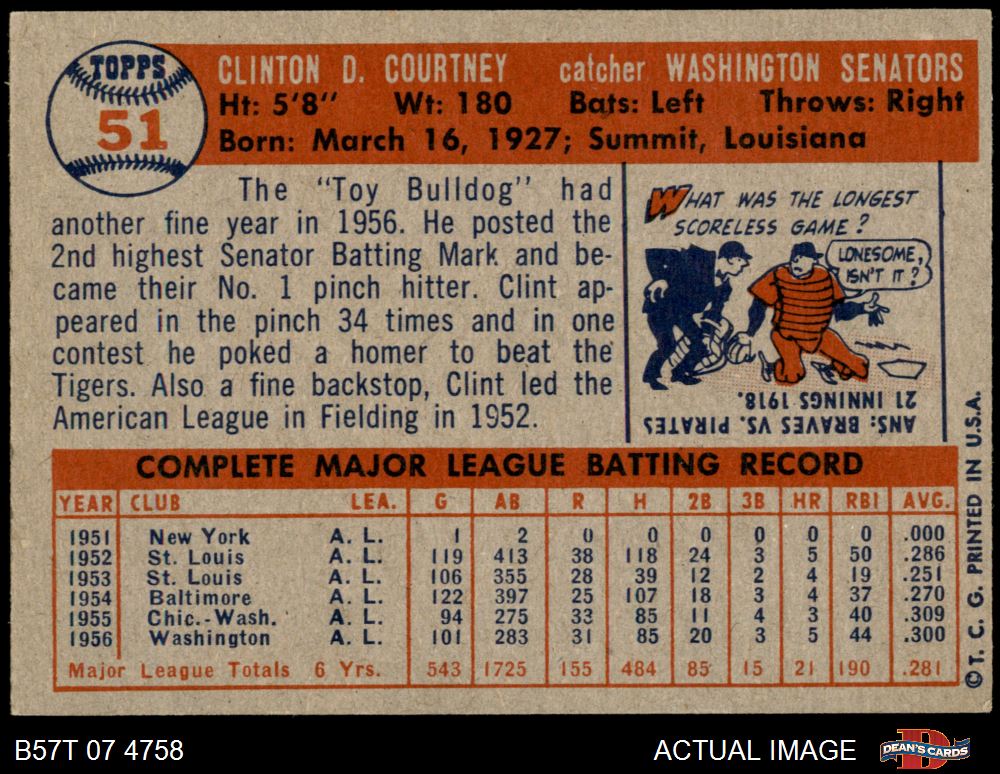 TOPPS
51
CLINTON D. COURTNEY catcher WASHINGTON SENATORS
Ht: 5'8" Wt: 180 Bats: Left Throws: Right
Born: March 16, 1927; Summit, Louisiana
The "Toy Bulldog" had
another fine year in 1956. He posted the
2nd highest Senator Batting Mark and be-
came their No. 1 pinch hitter. Clint ap-
peared in the pinch 34 times and in one
contest he poked a homer to beat the
Tigers. Also a fine backstop, Clint led the
American League in Fielding in 1952.
WHAT WAS THE LONGEST
SCORELESS GAME?
LONESOME,
ISN'T IT?
ANS: BRAVES VS. PIRATES
21 INNINGS 1918.
COMPLETE MAJOR LEAGUE BATTING RECORD
YEAR CLUB LEA. G AB R H 2B 3B HR RBI AVG.
1951 New York A. L. 1 2 0 0 0 0 0 0 .000
1952 St. Louis A. L. 119 413 38 118 24 3 5 50 .286
1953 St. Louis A. L. 106 355 28 39 12 2 4 19 .251
1954 Baltimore A. L. 122 397 25 107 18 3 4 37 .270
1955 Chic.-Wash. A. L. 94 275 33 85 11 4 3 40 .309
1956 Washington A. L. 101 283 31 85 20 3 5 44 .300
Major League Totals 6 Yrs. 543 1725 155 484 85 15 21 190 .281
© T. C. G. PRINTED IN U.S.A.
B57T 07 4758
ACTUAL IMAGE
DEAN'S CARDS